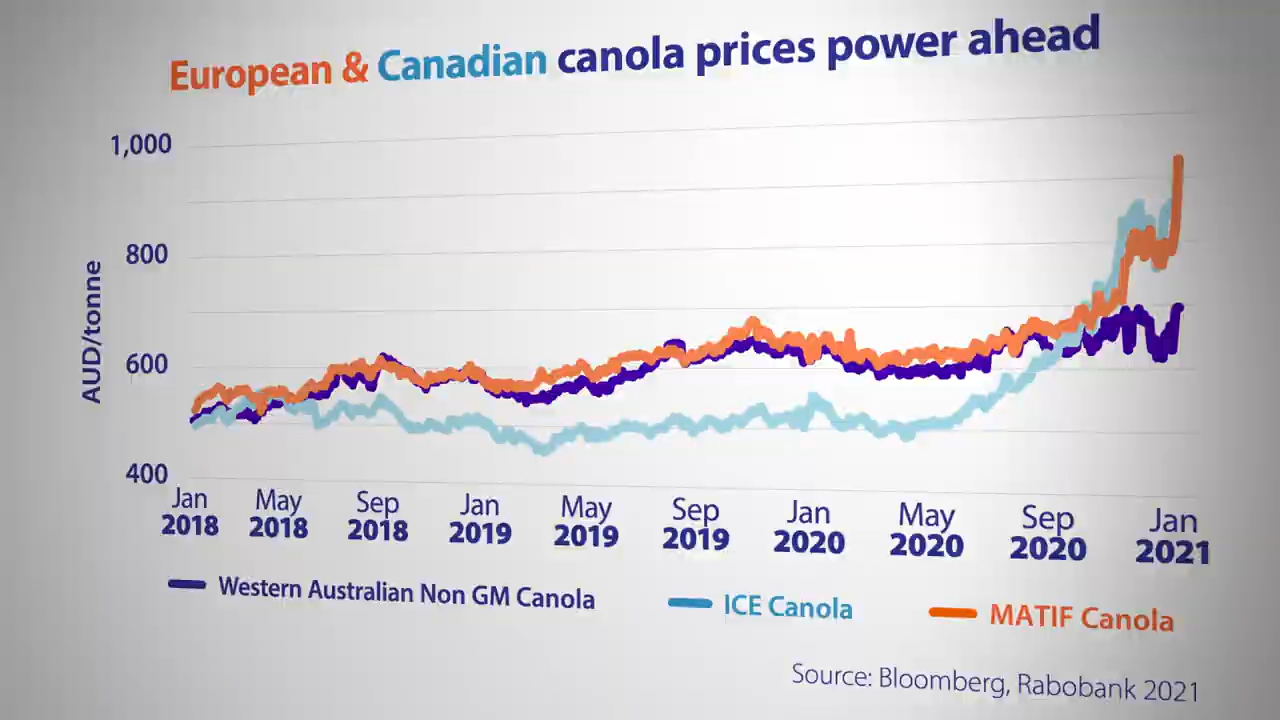 European & Canadian canola prices power ahead
AUD/tonne
1,000
800
600
400
Jan 2018
May 2018
Sep 2018
Jan 2019
May 2019
Sep 2019
Jan 2020
May 2020
Sep 2020
Jan 2021
Western Australian Non GM Canola
ICE Canola
MATIF Canola
Source: Bloomberg, Rabobank 2021